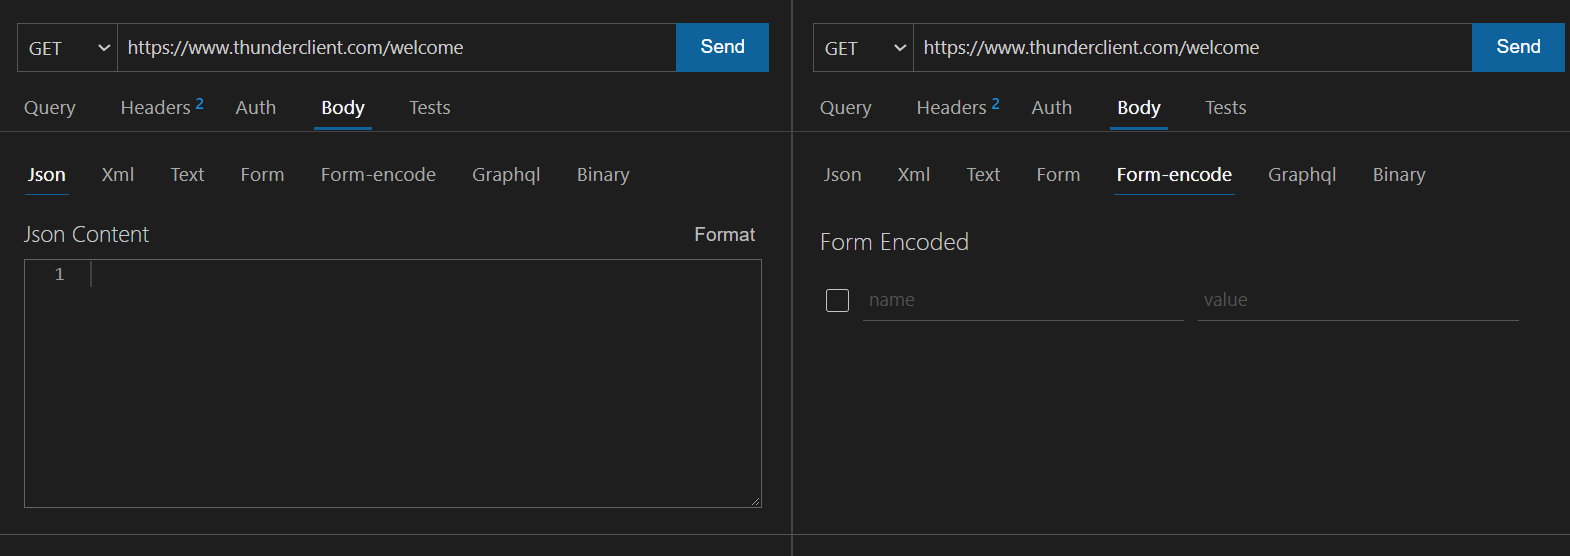 GET https://www.thunderclient.com/welcome Send
Query Headers 2 Auth Body Tests
Json Xml Text Form Form-encode Graphql Binary
Json Content Format
1
GET https://www.thunderclient.com/welcome Send
Query Headers 2 Auth Body Tests
Json Xml Text Form Form-encode Graphql Binary
Form Encoded
name value